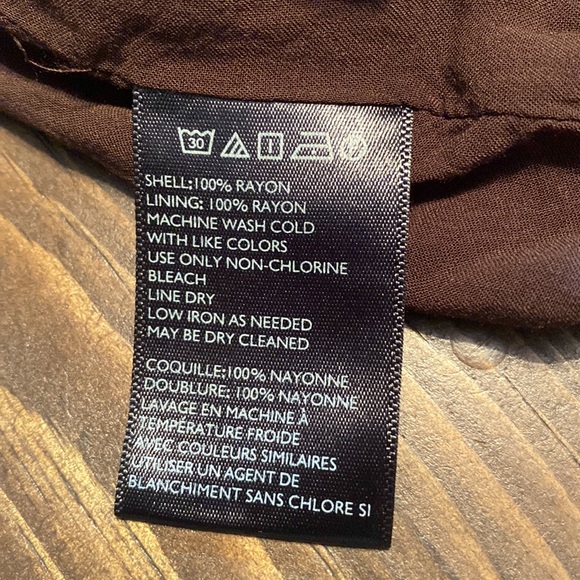 30
SHELL:100% RAYON
LINING: 100% RAYON
MACHINE WASH COLD
WITH LIKE COLORS
USE ONLY NON-CHLORINE
BLEACH
LINE DRY
LOW IRON AS NEEDED
MAY BE DRY CLEANED
COQUILLE:100% NAYONNE
DOUBLURE: 100% NAYONNE
LAVAGE EN MACHINE À
TEMPÉRATURE FROIDE
AVEC COULEURS SIMILAIRES
UTILISER UN AGENT DE
BLANCHIMENT SANS CHLORE SI